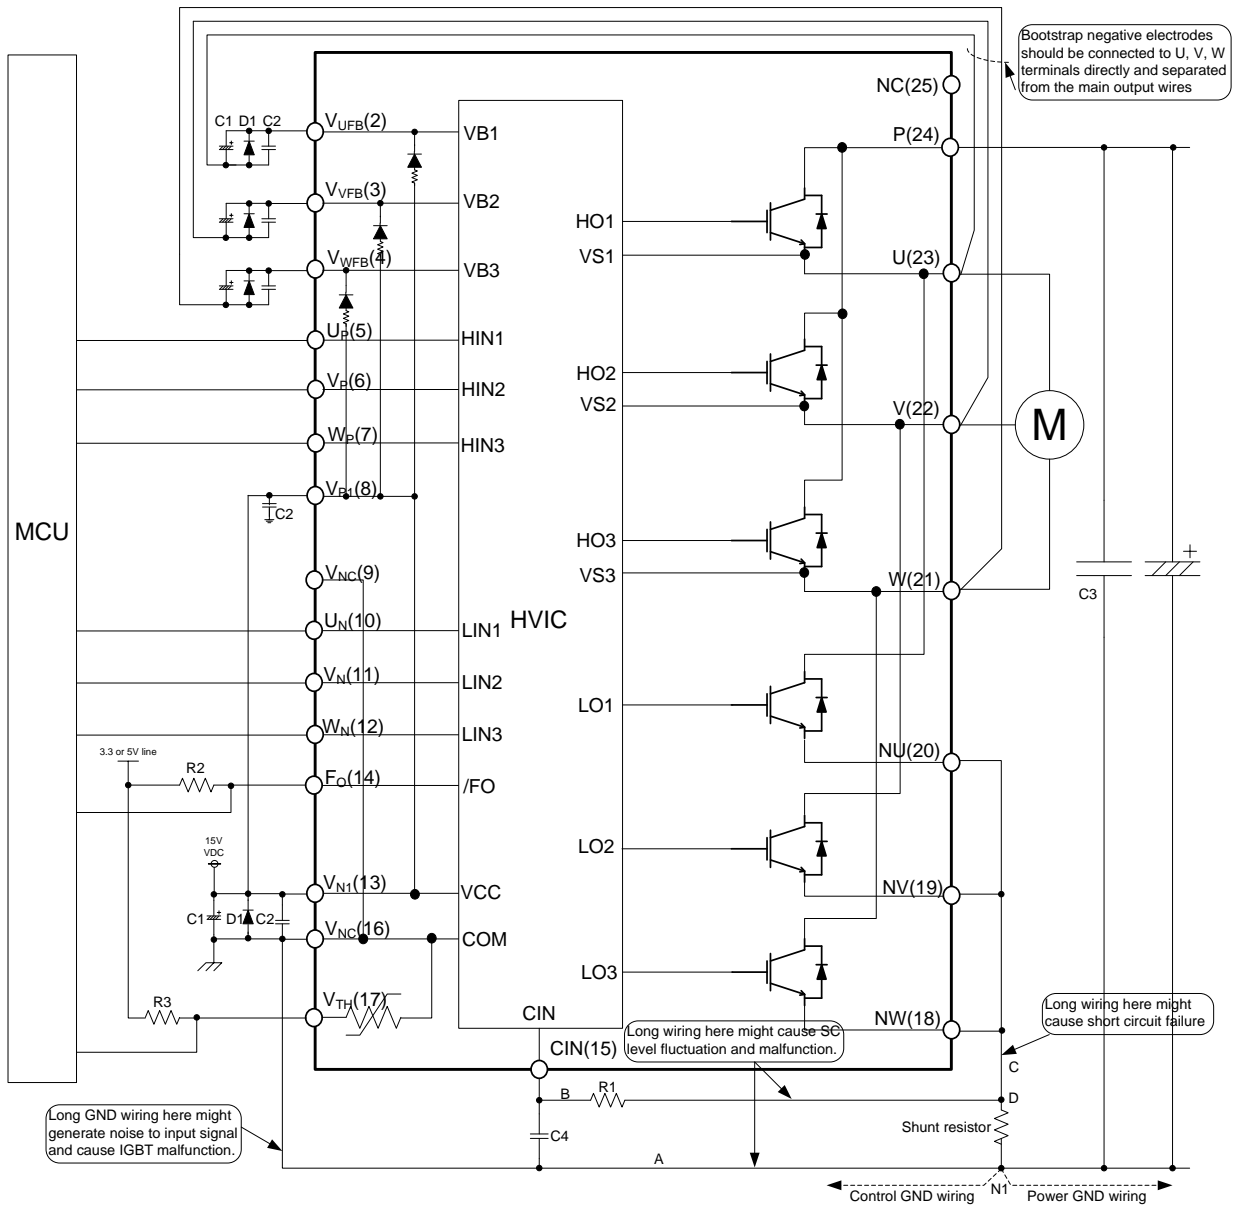 Bootstrap negative electrodes
should be connected to U, V, W
terminals directly and separated
from the main output wires
NC(25)
P(24)
C1 D1 C2
VUFB(2)
VB1
VVFB(3)
VB2
HO1
VS1
U(23)
VWFB(4)
VB3
UP(5)
HIN1
VP(6)
HIN2
HO2
VS2
V(22)
M
WP(7)
HIN3
VP1(8)
C2
MCU
HO3
VS3
W(21)
+
C3
VNC(9)
HVIC
UN(10)
LIN1
VN(11)
LIN2
LO1
WN(12)
LIN3
NU(20)
3.3 or 5V line
R2
FO(14)
/FO
15V
VDC
LO2
NV(19)
VN1(13)
VCC
C1 D1 C2
VNC(16)
COM
LO3
R3
VTH(17)
CIN
NW(18)
Long wiring here might cause SC
level fluctuation and malfunction.
Long wiring here might
cause short circuit failure
CIN(15)
C
B
R1
D
Long GND wiring here might
generate noise to input signal
and cause IGBT malfunction.
C4
Shunt resistor
A
Control GND wiring
N1
Power GND wiring